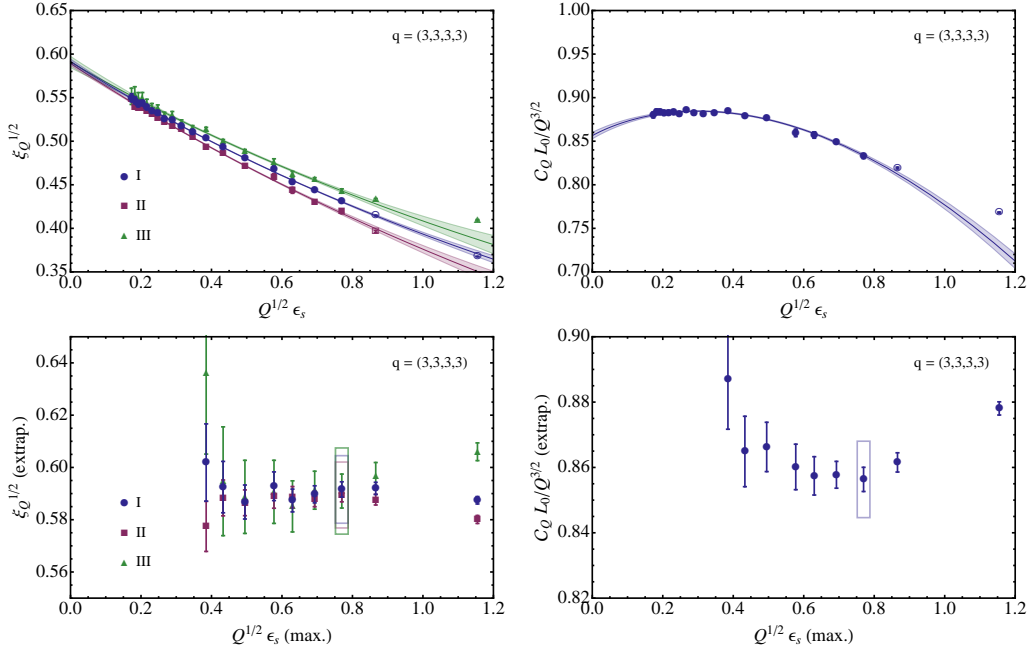 q = (3,3,3,3)
ξ_Q^{1/2}
0.60
0.55
0.50
0.45
0.40
0.35
I
II
III
0.0 0.2 0.4 0.6 0.8 1.0 1.2
Q^{1/2} ϵ_s
q = (3,3,3,3)
C_Q L_0/Q^{3/2}
1.00
0.95
0.90
0.85
0.80
0.75
0.70
0.0 0.2 0.4 0.6 0.8 1.0 1.2
Q^{1/2} ϵ_s
q = (3,3,3,3)
ξ_Q^{1/2} (extrap.)
0.64
0.62
0.60
0.58
0.56
I
II
III
0.0 0.2 0.4 0.6 0.8 1.0 1.2
Q^{1/2} ϵ_s (max.)
q = (3,3,3,3)
C_Q L_0/Q^{3/2} (extrap.)
0.90
0.88
0.86
0.84
0.82
0.0 0.2 0.4 0.6 0.8 1.0 1.2
Q^{1/2} ϵ_s (max.)